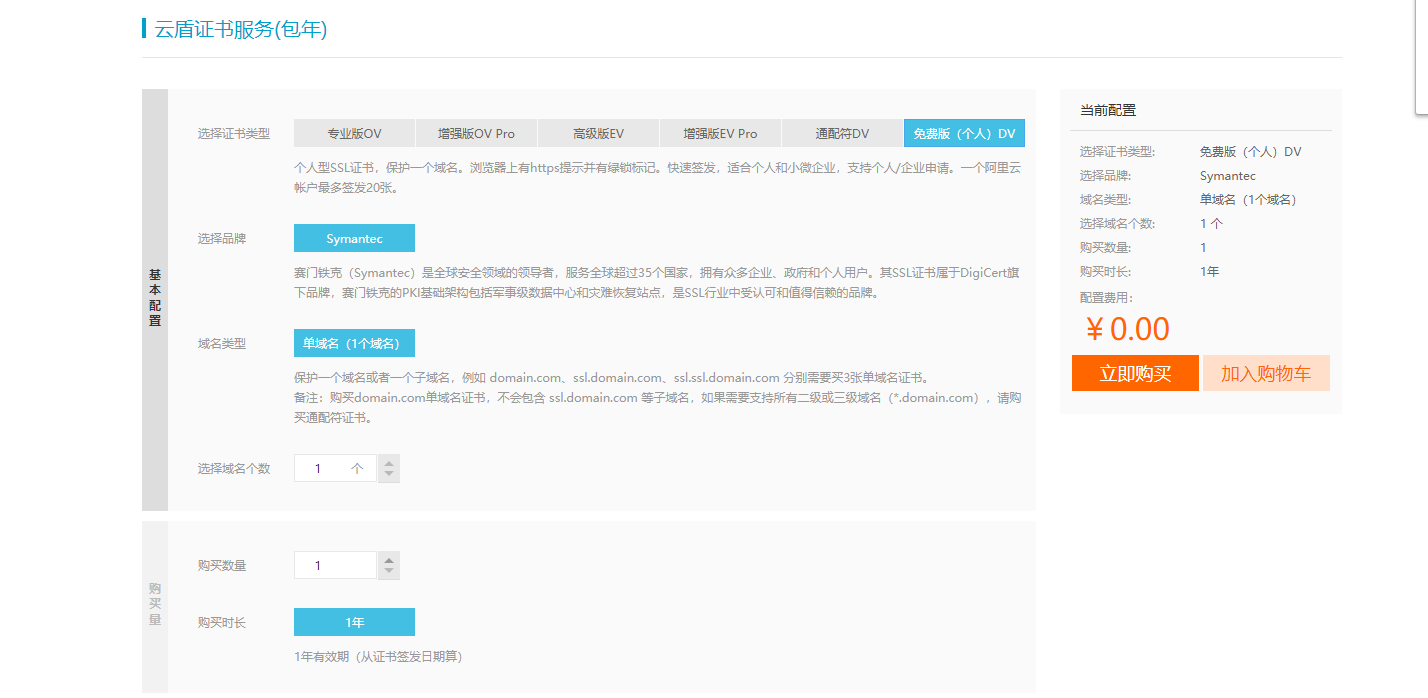 云盾证书服务(包年)
基本配置
选择证书类型
专业版OV 增强版OV Pro 高级版EV 增强版EV Pro 通配符DV 免费版（个人）DV
个人型SSL证书，保护一个域名。浏览器上有https提示并有绿锁标记。快速签发，适合个人和小微企业，支持个人/企业申请。一个阿里云
帐户最多签发20张。
选择品牌
Symantec
赛门铁克（Symantec）是全球安全领域的领导者，服务全球超过35个国家，拥有众多企业、政府和个人用户。其SSL证书属于DigiCert旗
下品牌，赛门铁克的PKI基础架构包括军事级数据中心和灾难恢复站点，是SSL行业中受认可和值得信赖的品牌。
域名类型
单域名（1个域名）
保护一个域名或者一个子域名，例如 domain.com、ssl.domain.com、ssl.ssl.domain.com 分别需要买3张单域名证书。
备注：购买domain.com单域名证书，不会包含 ssl.domain.com 等子域名，如果需要支持所有二级或三级域名（*.domain.com），请购
买通配符证书。
选择域名个数
1 个
购买量
购买数量
1
购买时长
1年
1年有效期（从证书签发日期算）
当前配置
选择证书类型: 免费版（个人）DV
选择品牌: Symantec
域名类型: 单域名（1个域名）
选择域名个数: 1 个
购买数量: 1
购买时长: 1年
配置费用:
¥ 0.00
立即购买 加入购物车